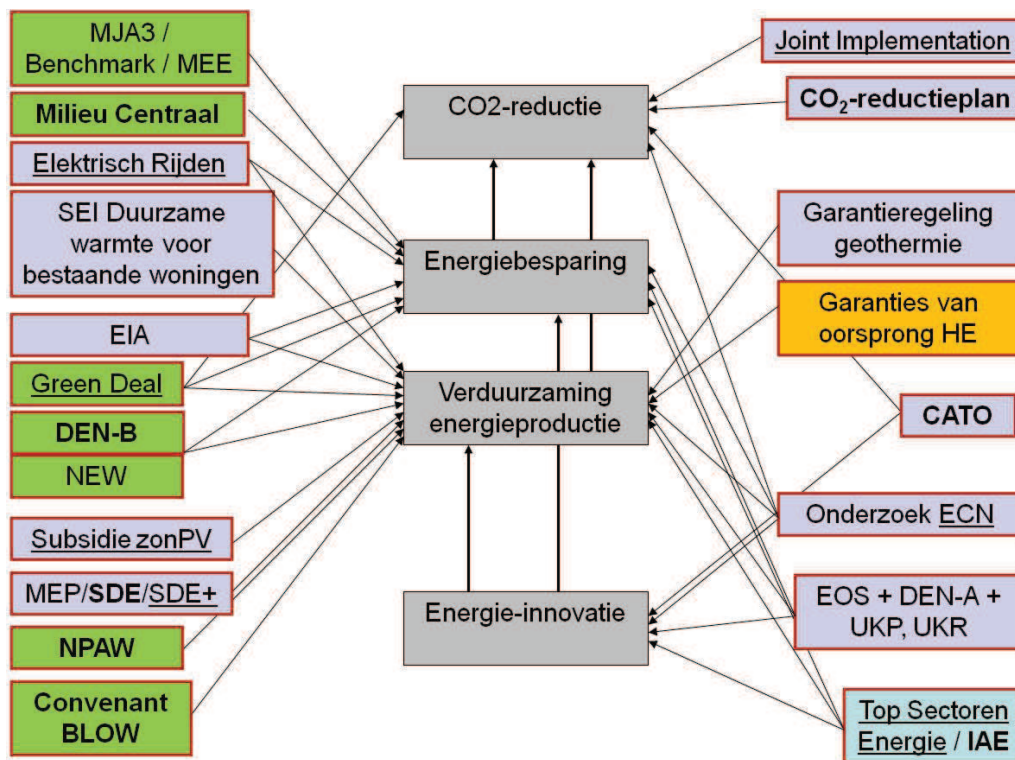 MJA3 /
Benchmark / MEE
Milieu Centraal
Elektrisch Rijden
SEI Duurzame
warmte voor
bestaande woningen
EIA
Green Deal
DEN-B
NEW
Subsidie zonPV
MEP/SDE/SDE+
NPAW
Convenant
BLOW
CO2-reductie
Energiebesparing
Verduurzaming
energieproductie
Energie-innovatie
Joint Implementation
CO₂-reductieplan
Garantieregeling
geothermie
Garanties van
oorsprong HE
CATO
Onderzoek ECN
EOS + DEN-A +
UKP, UKR
Top Sectoren
Energie / IAE